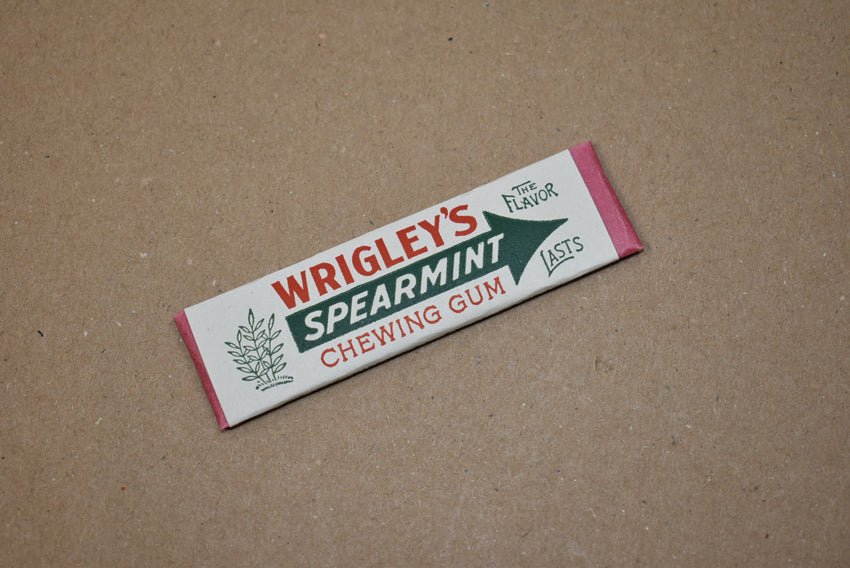 WRIGLEY'S
SPEARMINT
CHEWING GUM
THE
FLAVOR
LASTS